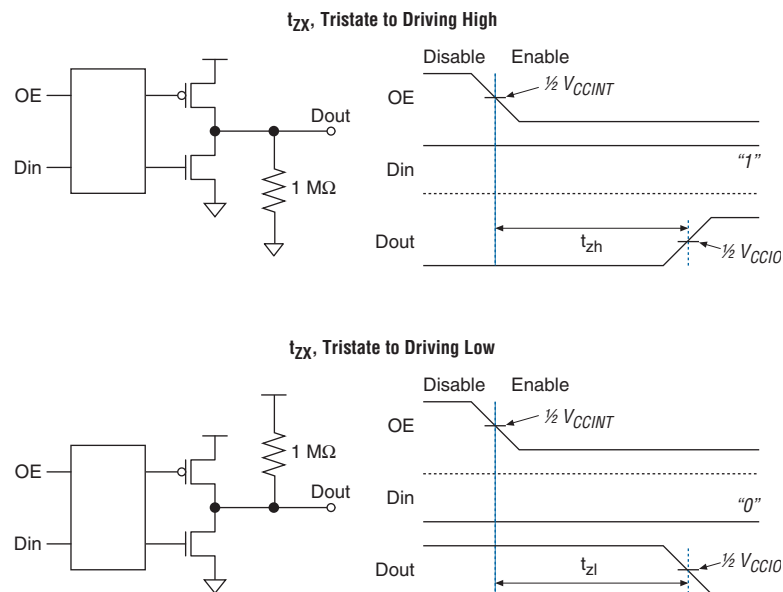 tZX, Tristate to Driving High
Disable Enable
OE
½ VCCINT
OE
Dout
Din
"1"
Din
1 MΩ
Dout
tzh
½ VCCIO
tZX, Tristate to Driving Low
Disable Enable
OE
½ VCCINT
1 MΩ
OE
Dout
Din
"0"
Din
Dout
tzl
½ VCCIO